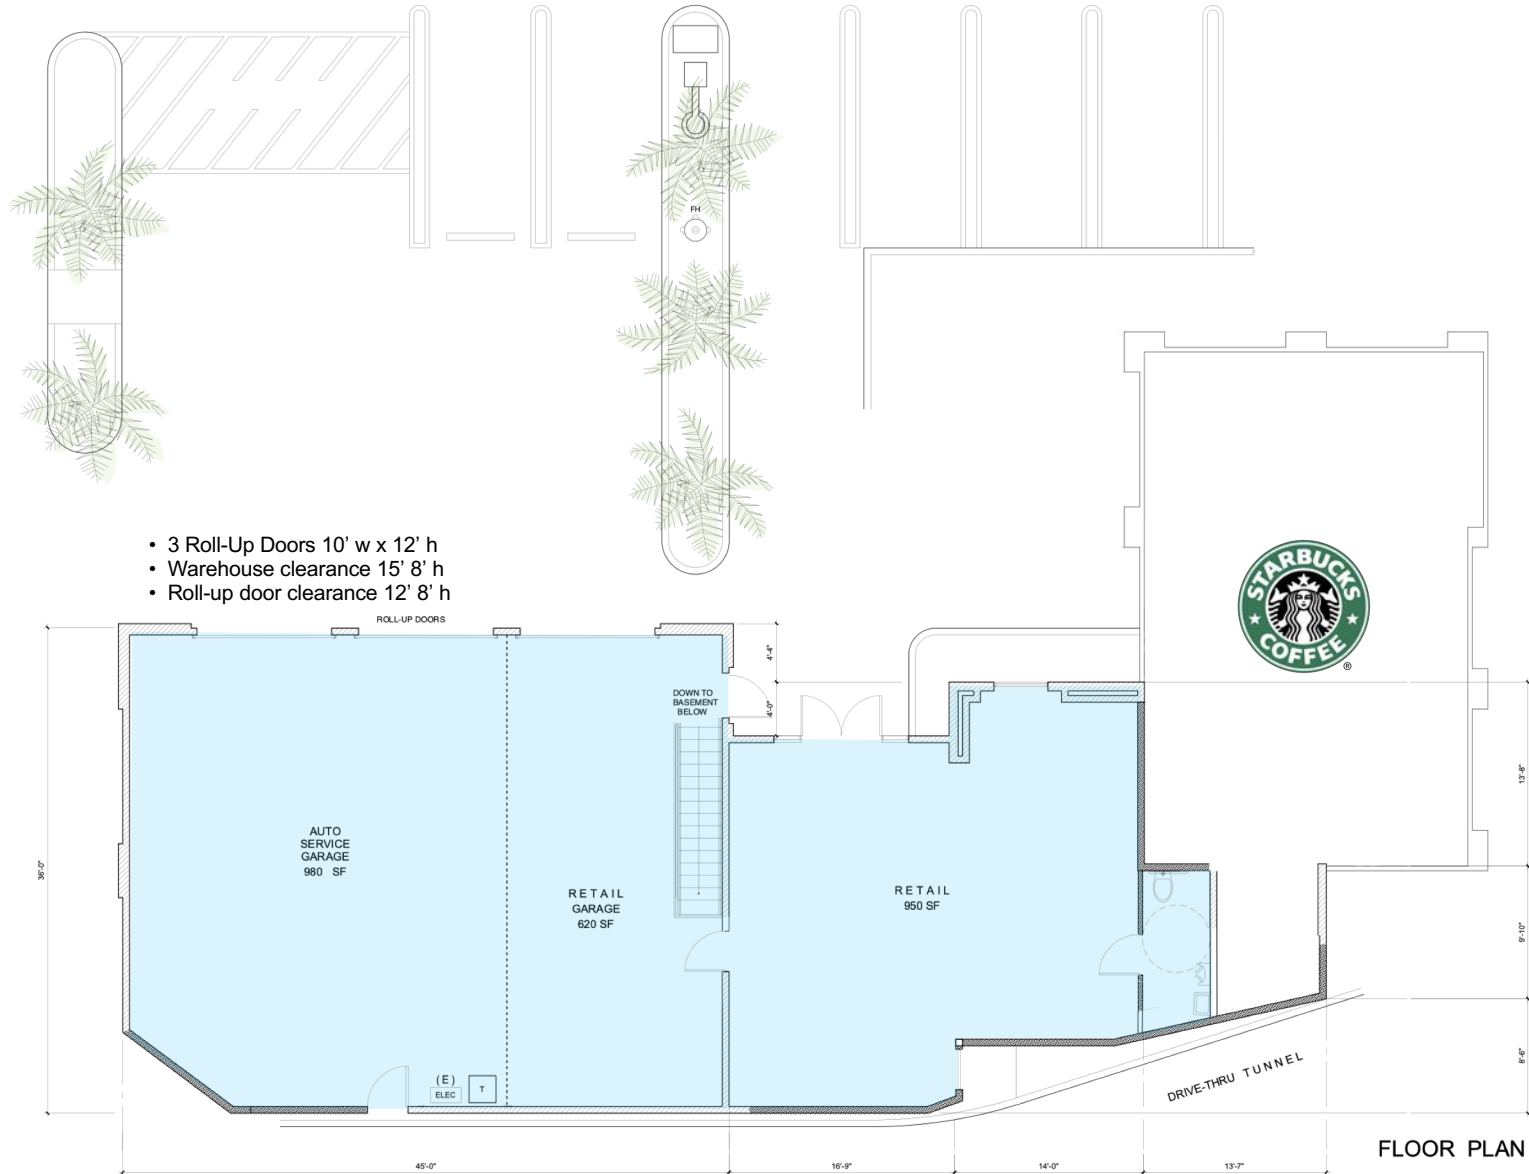 FH
• 3 Roll-Up Doors 10’ w x 12’ h
• Warehouse clearance 15’ 8’ h
• Roll-up door clearance 12’ 8’ h
ROLL-UP DOORS
STARBUCKS
COFFEE
®
4'-4"
4'-0"
DOWN TO
BASEMENT
BELOW
13'-8"
36'-0"
AUTO
SERVICE
GARAGE
980 SF
RETAIL
GARAGE
620 SF
RETAIL
950 SF
9'-10"
8'-6"
(E)
ELEC
T
DRIVE-THRU TUNNEL
FLOOR PLAN
45'-0"
16'-9"
14'-0"
13'-7"